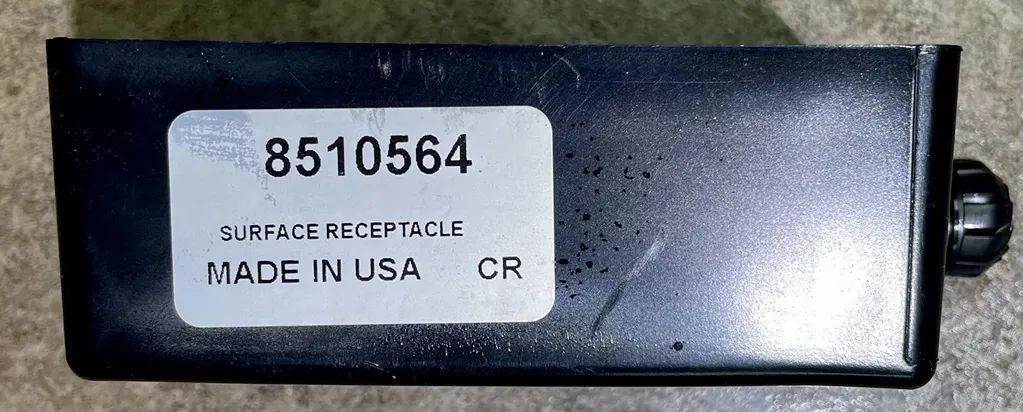 8510564
SURFACE RECEPTACLE
MADE IN USA CR